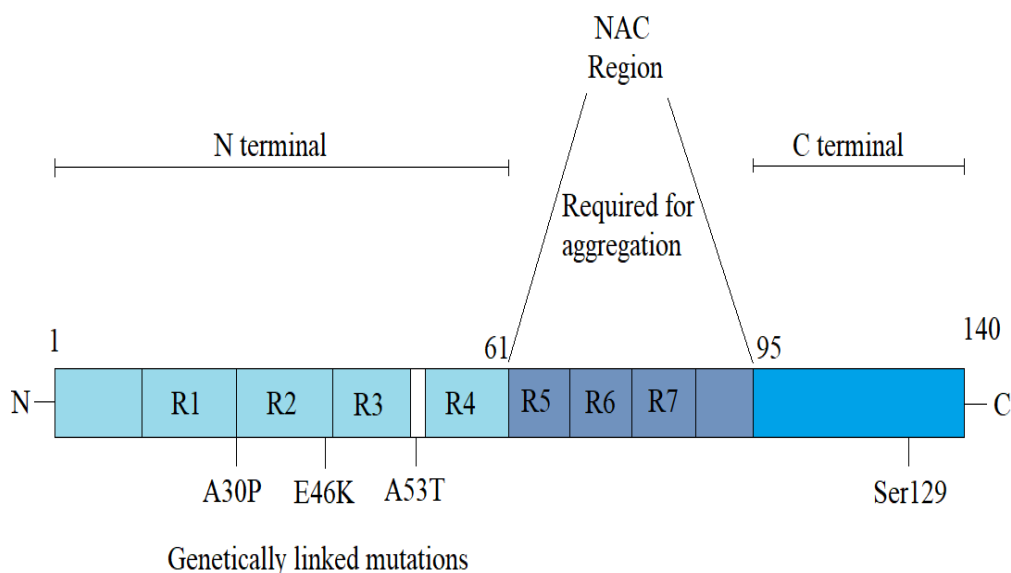 NAC
Region
N terminal
C terminal
Required for
aggregation
1
61
95
140
N
R1
R2
R3
R4
R5
R6
R7
C
A30P
E46K
A53T
Ser129
Genetically linked mutations